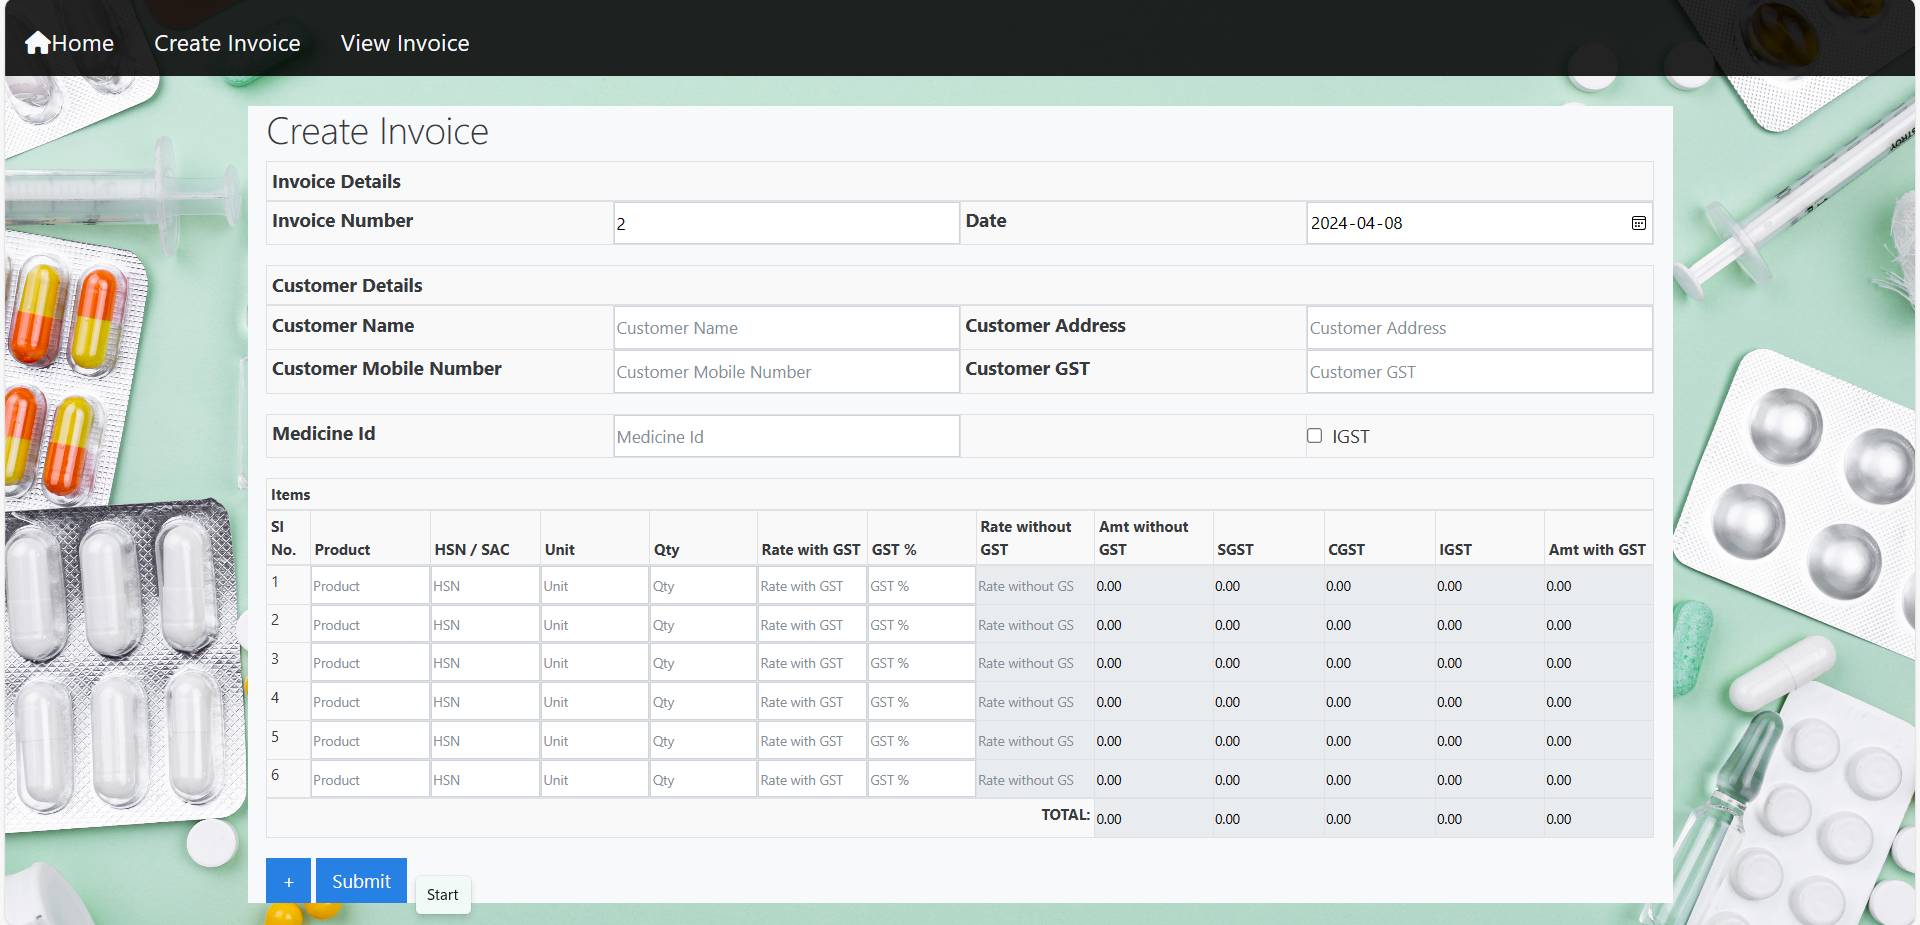 Home Create Invoice View Invoice
Create Invoice
Invoice Details
Invoice Number 2 Date 2024-04-08
Customer Details
Customer Name Customer Name Customer Address Customer Address
Customer Mobile Number Customer Mobile Number Customer GST Customer GST
Medicine Id Medicine Id IGST
Items
Sl No. Product HSN / SAC Unit Qty Rate with GST GST % Rate without GST Amt without GST SGST CGST IGST Amt with GST
1 Product HSN Unit Qty Rate with GST GST % Rate without GS 0.00 0.00 0.00 0.00 0.00
2 Product HSN Unit Qty Rate with GST GST % Rate without GS 0.00 0.00 0.00 0.00 0.00
3 Product HSN Unit Qty Rate with GST GST % Rate without GS 0.00 0.00 0.00 0.00 0.00
4 Product HSN Unit Qty Rate with GST GST % Rate without GS 0.00 0.00 0.00 0.00 0.00
5 Product HSN Unit Qty Rate with GST GST % Rate without GS 0.00 0.00 0.00 0.00 0.00
6 Product HSN Unit Qty Rate with GST GST % Rate without GS 0.00 0.00 0.00 0.00 0.00
TOTAL: 0.00 0.00 0.00 0.00 0.00
+ Submit Start